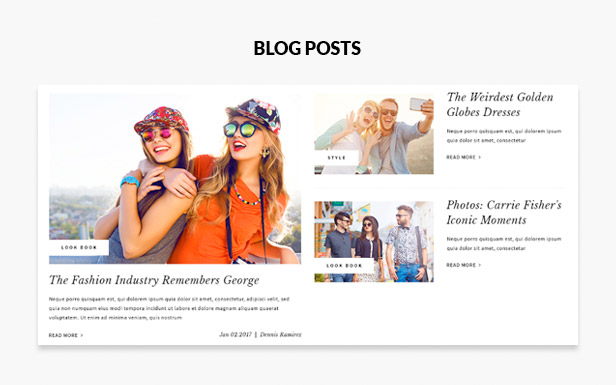 BLOG POSTS
LOOK BOOK
The Fashion Industry Remembers George
Neque porro quisquam est, qui dolorem ipsum quia dolor sit amet, consectetur, adipisci velit, sed
quia non numquam eius modi tempora incidunt ut labore et dolore magnam aliquam quaerat
voluptatem. Ut enim ad minima veniam, quis nostrum
READ MORE >
Jan 02.2017 | Dennis Ramirez
STYLE
The Weirdest Golden
Globes Dresses
Neque porro quisquam est, qui dolorem ipsum
quia dolor sit amet, consectetur
READ MORE >
LOOK BOOK
Photos: Carrie Fisher's
Iconic Moments
Neque porro quisquam est, qui dolorem ipsum
quia dolor sit amet, consectetur
READ MORE >